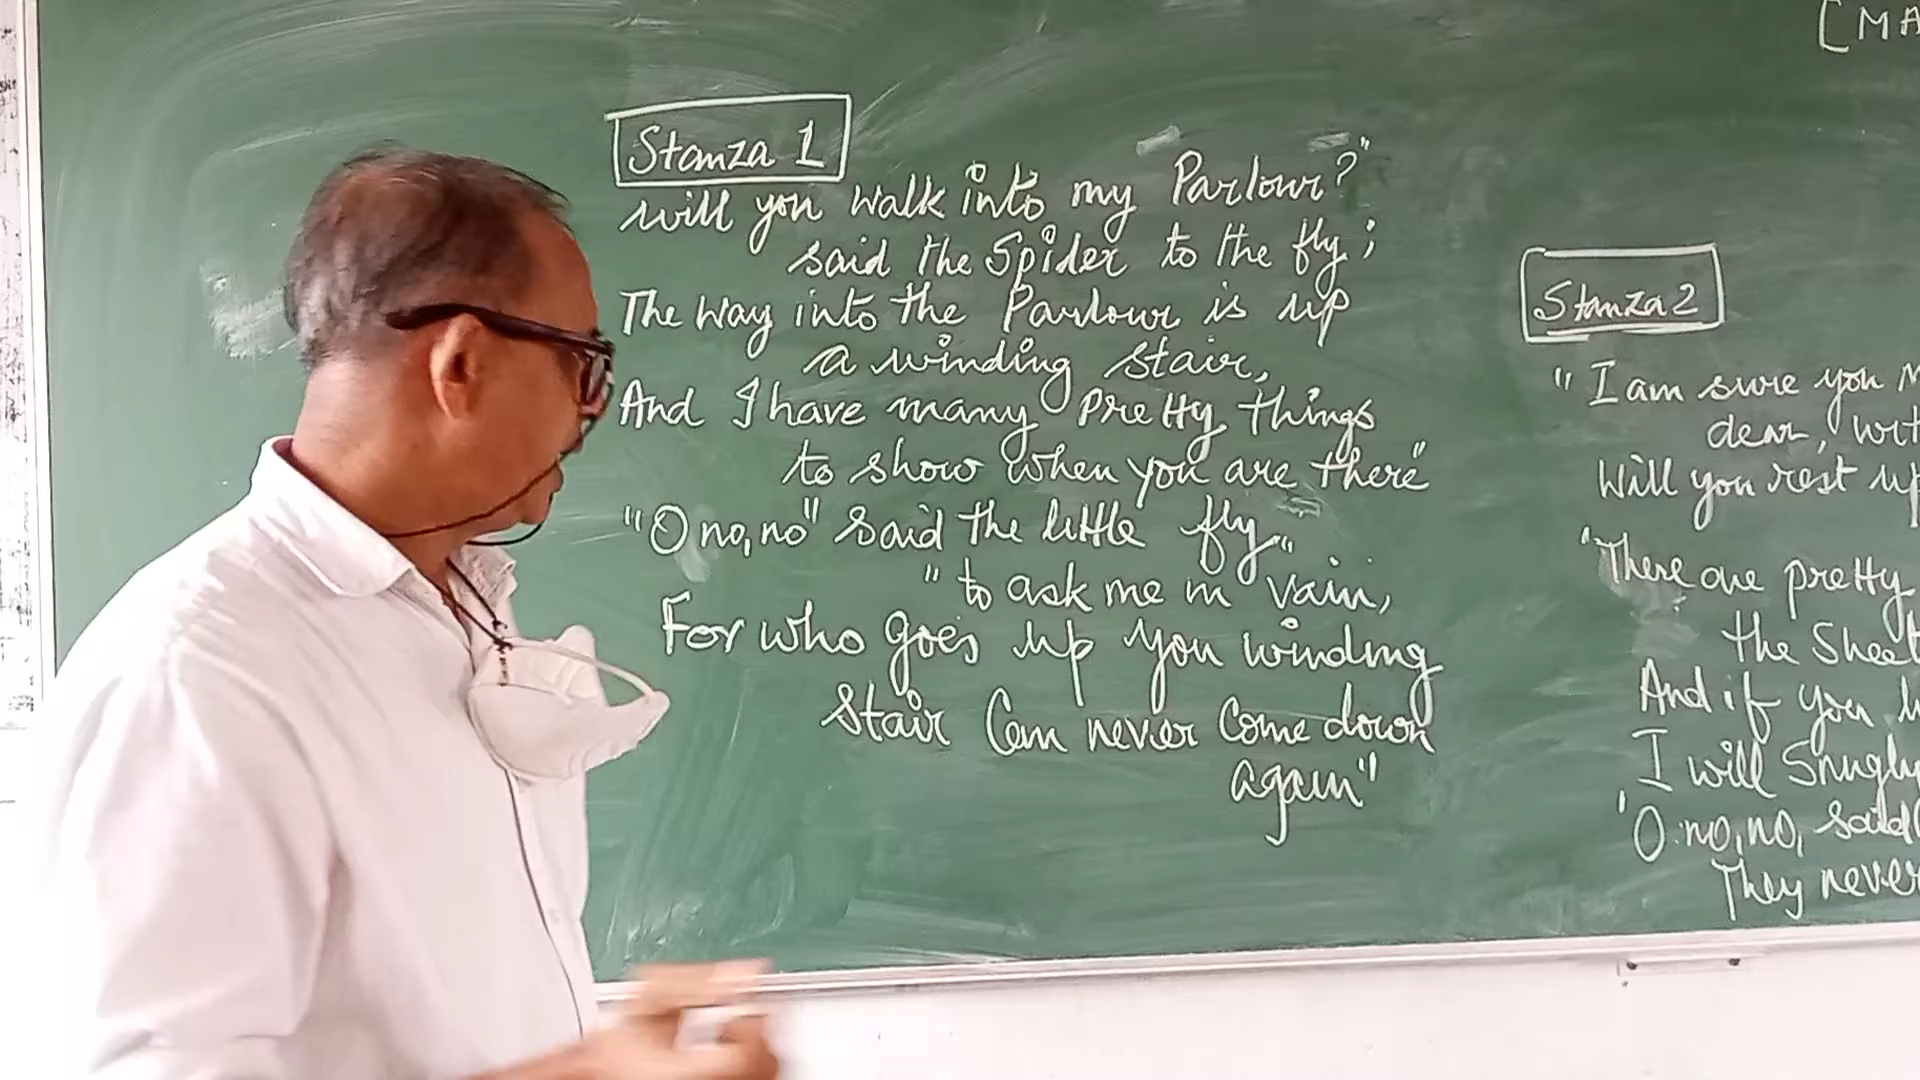 [MA
Stanza 1
will you walk into my Parlour?"
said the Spider to the fly;
The way into the Parlour is up
a winding stair,
And I have many pretty things
to show when you are there"
"O no, no" said the little fly"
"to ask me in vain,
For who goes up you winding
stair Can never come down
again"
Stanza 2
" I am sure you
dear, wit
Will you rest up
"There are pretty
the Sheet
And if you
I will Snugly
'O no, no, said
They never